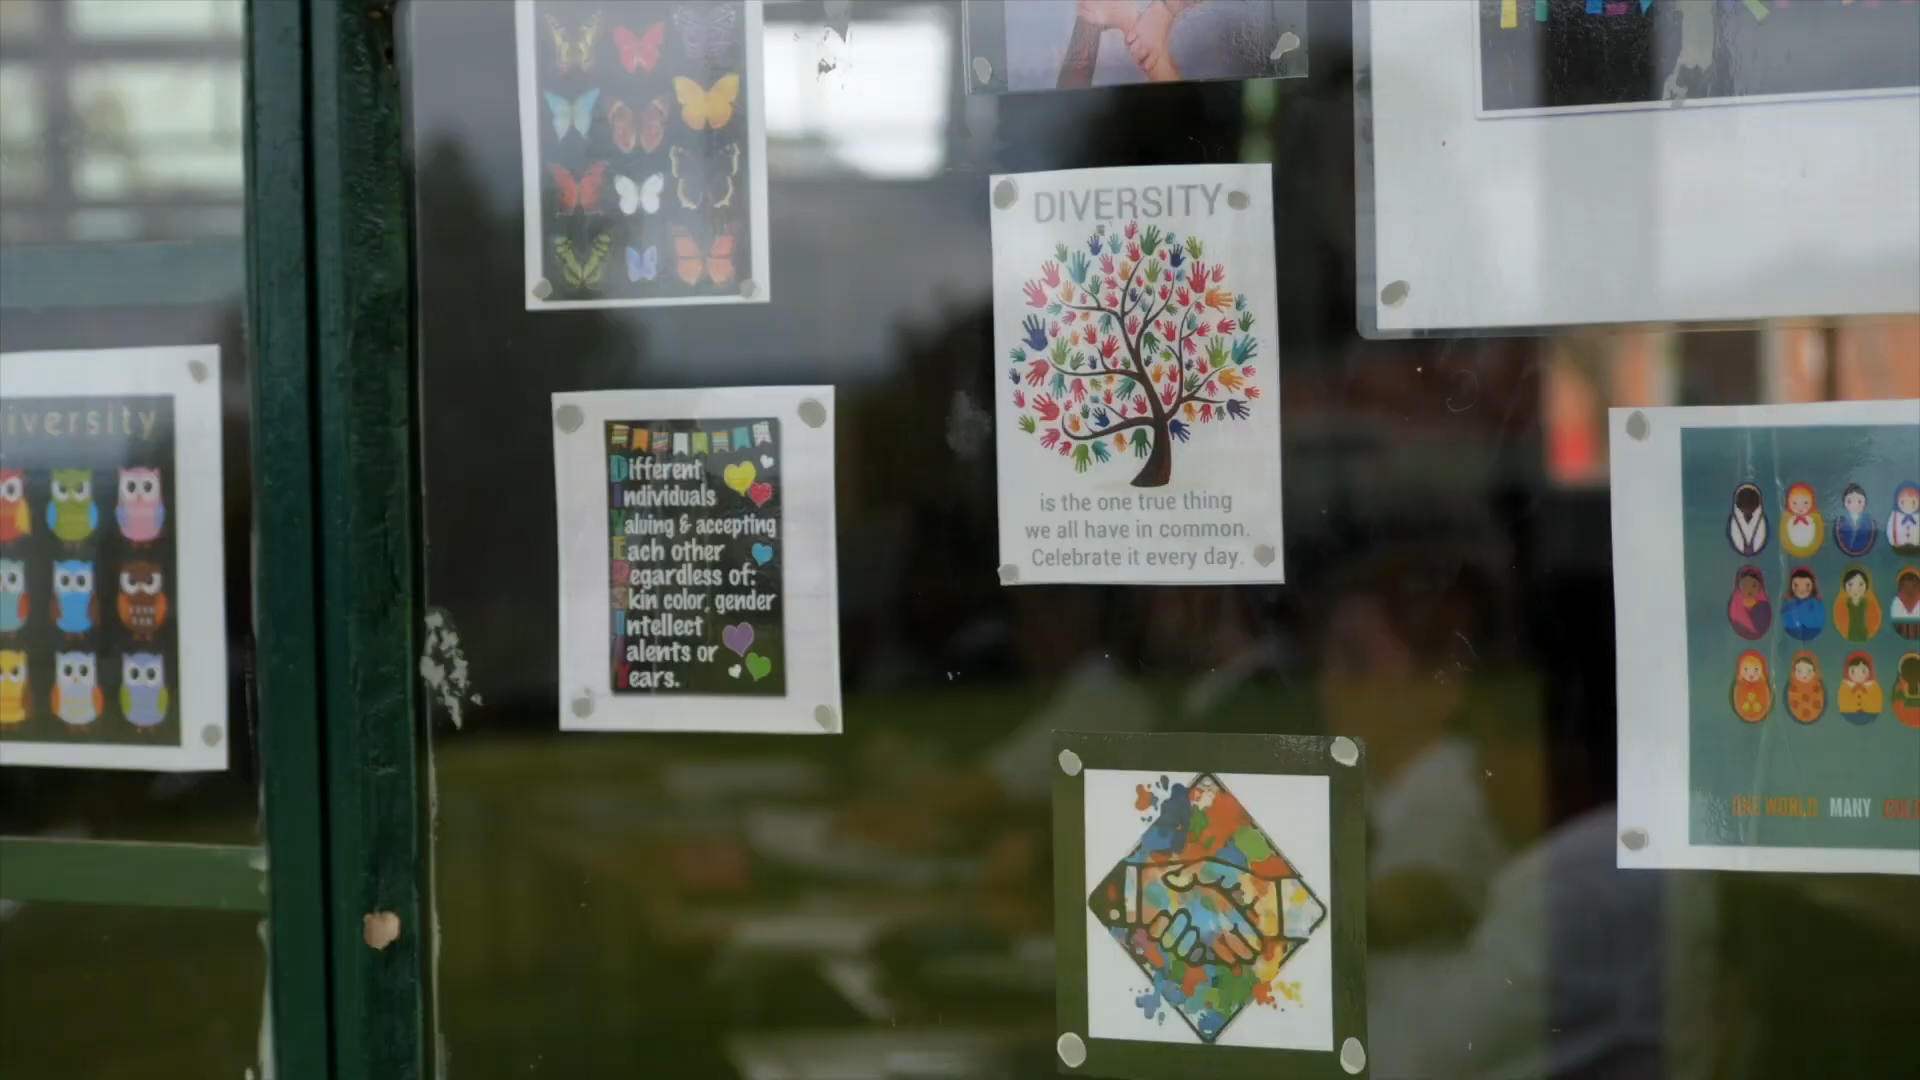 iversity
Different
Individuals
Valuing & accepting
Each other
Regardless of:
Skin color, gender
Intellect
Talents or
Years.
DIVERSITY
is the one true thing
we all have in common.
Celebrate it every day.
ONE WORLD MANY